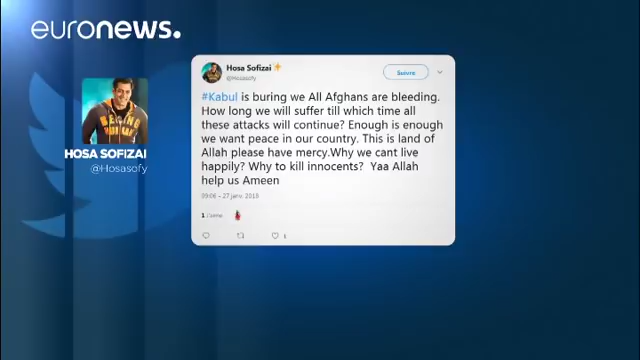 euronews.
Hosa Sofizai
@Hosasofy
Suivre
#Kabul is buring we All Afghans are bleeding.
How long we will suffer till which time all
these attacks will continue? Enough is enough
we want peace in our country. This is land of
Allah please have mercy.Why we cant live
happily? Why to kill innocents? Yaa Allah
help us Ameen
09:06 - 27 janv. 2018
1 J'aime
HOSA SOFIZAI
@Hosasofy